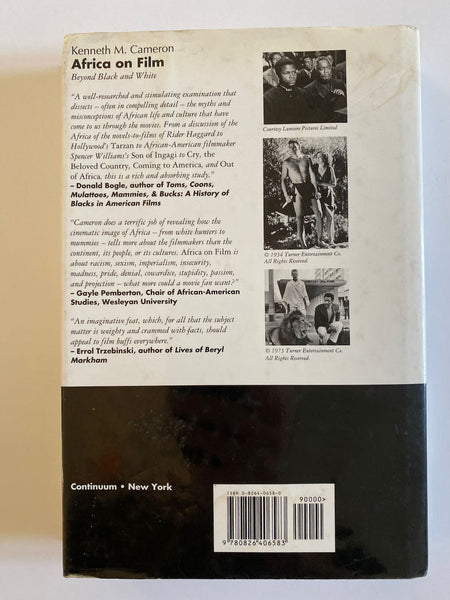 Kenneth M. Cameron
Africa on Film
Beyond Black and White
"A well-researched and stimulating examination that
dissects – often in compelling detail – the myths and
misconceptions of African life and culture that have
come to us through the movies. From a discussion of the
Africa of the novels-to-films of Rider Haggard to
Hollywood's Tarzan to African-American filmmaker
Spencer Williams's Son of Ingagi to Cry, the
Beloved Country, Coming to America, and Out
of Africa, this is a rich and absorbing study."
– Donald Bogle, author of Toms, Coons,
Mulattoes, Mammies, & Bucks: A History of
Blacks in American Films
"Cameron does a terrific job of revealing how the
cinematic image of Africa – from white hunters to
mummies – tells more about the filmmakers than the
continent, its people, or its cultures. Africa on Film is
about racism, sexism, imperialism, insecurity,
madness, pride, denial, cowardice, stupidity, passion,
and projection – what more could a movie fan want?"
– Gayle Pemberton, Chair of African-American
Studies, Wesleyan University
"An imaginative feat, which, for all that the subject
matter is weighty and crammed with facts, should
appeal to film buffs everywhere."
– Errol Trzebinski, author of Lives of Beryl
Markham
Courtesy Lumiere Pictures Limited
© 1934 Turner Entertainment Co.
All Rights Reserved.
© 1973 Turner Entertainment Co.
All Rights Reserved.
Continuum • New York
ISBN 0-8264-0658-0
90000>
9 780826 406583